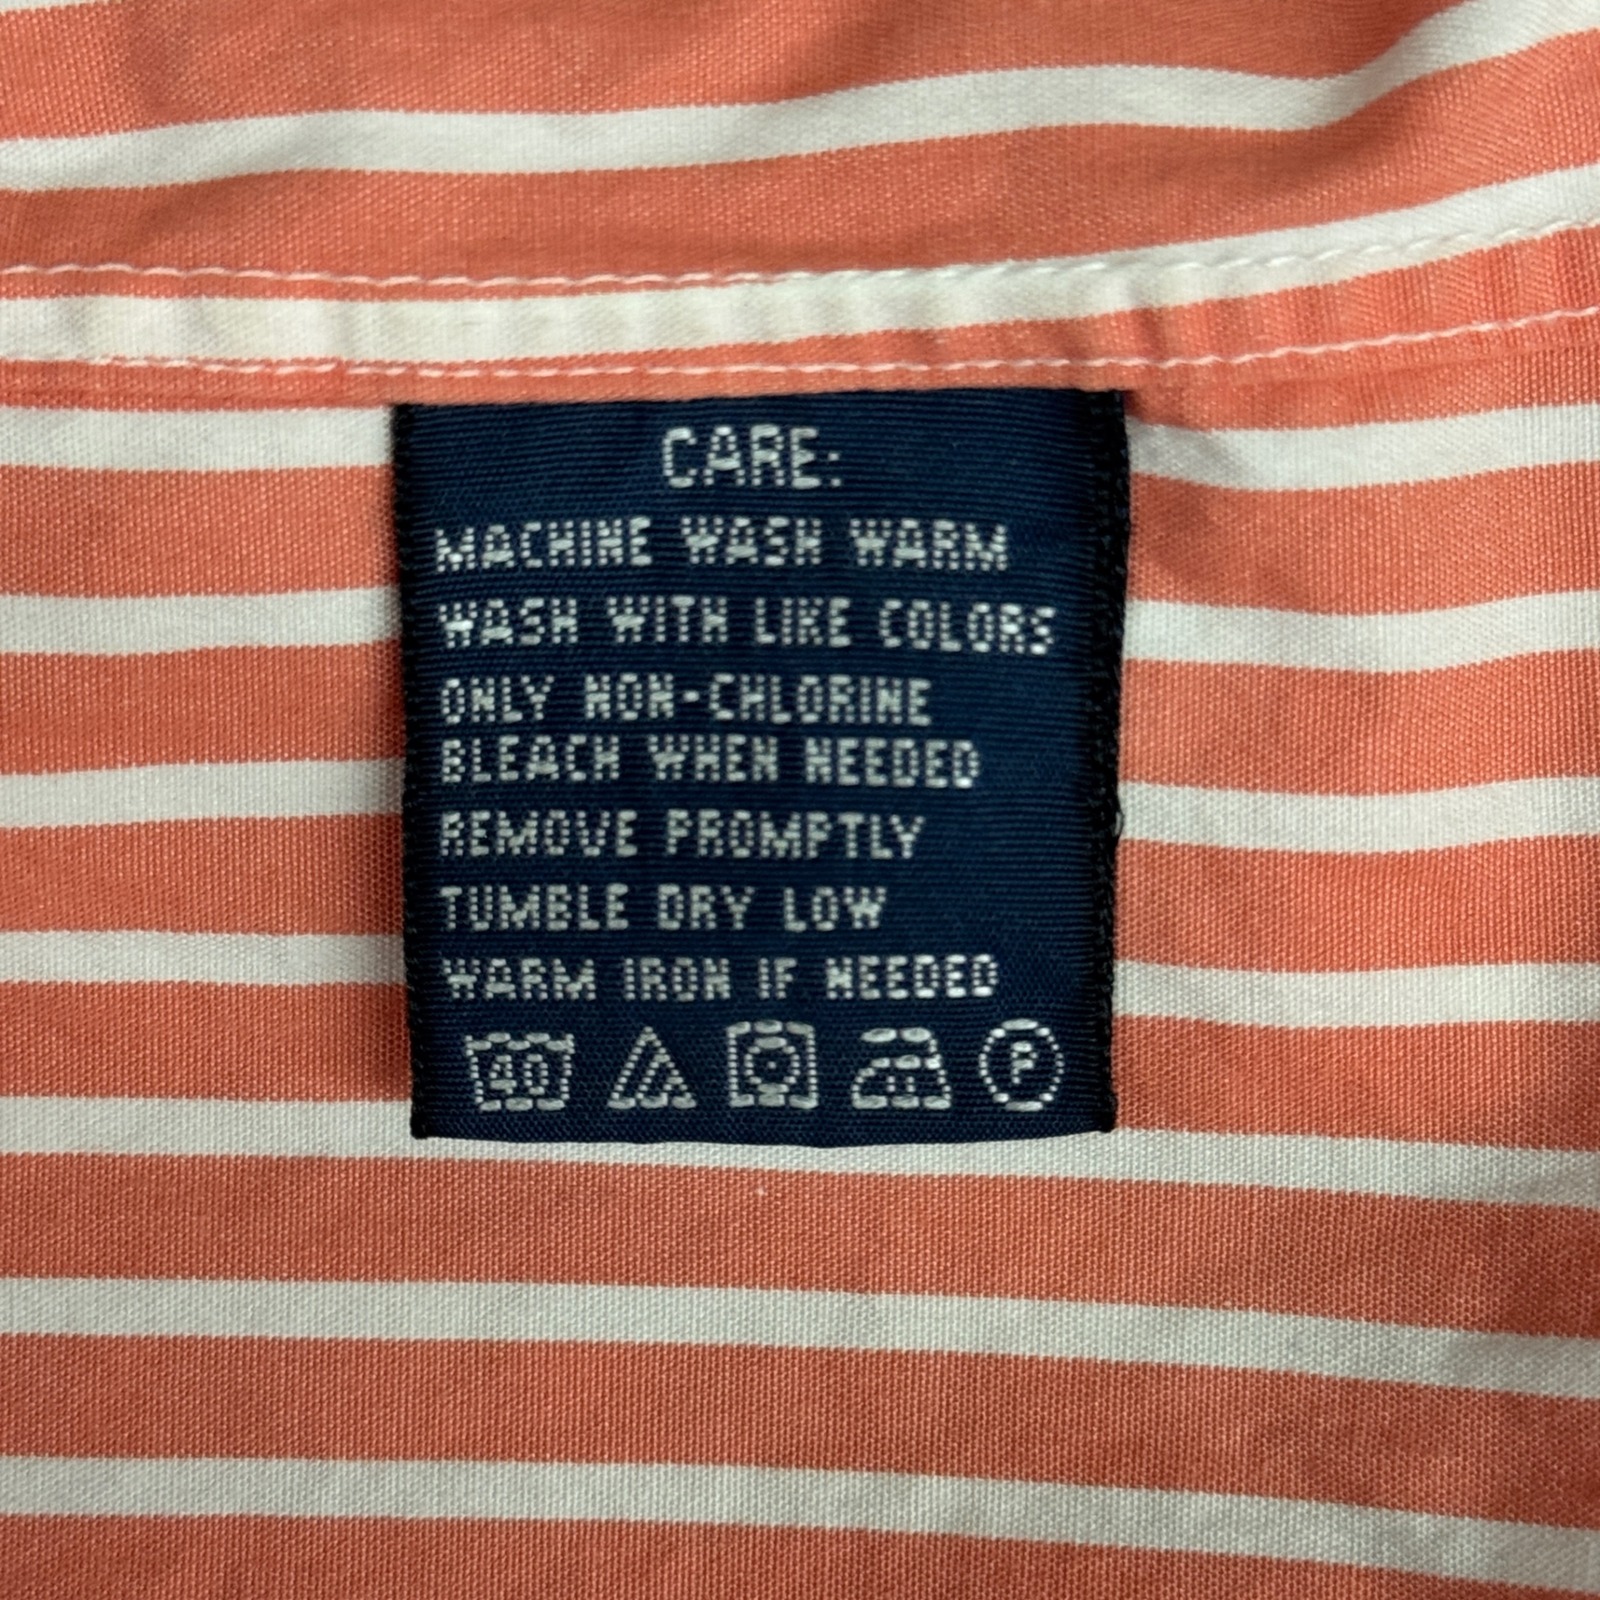 CARE:
MACHINE WASH WARM
WASH WITH LIKE COLORS
ONLY NON-CHLORINE
BLEACH WHEN NEEDED
REMOVE PROMPTLY
TUMBLE DRY LOW
WARM IRON IF NEEDED
40 P